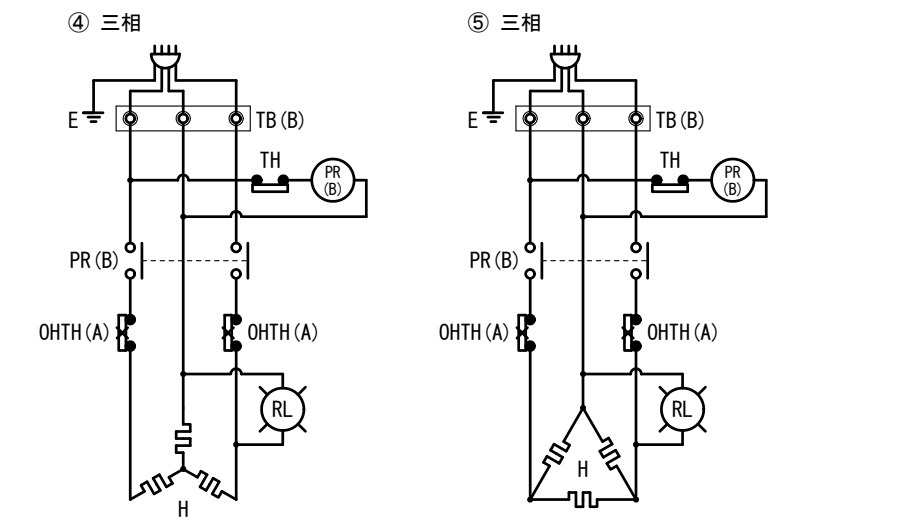 ④ 三相
E
TB(B)
TH
PR
(B)
PR(B)
OHTH(A)
OHTH(A)
RL
H
⑤ 三相
E
TB(B)
TH
PR
(B)
PR(B)
OHTH(A)
OHTH(A)
RL
H